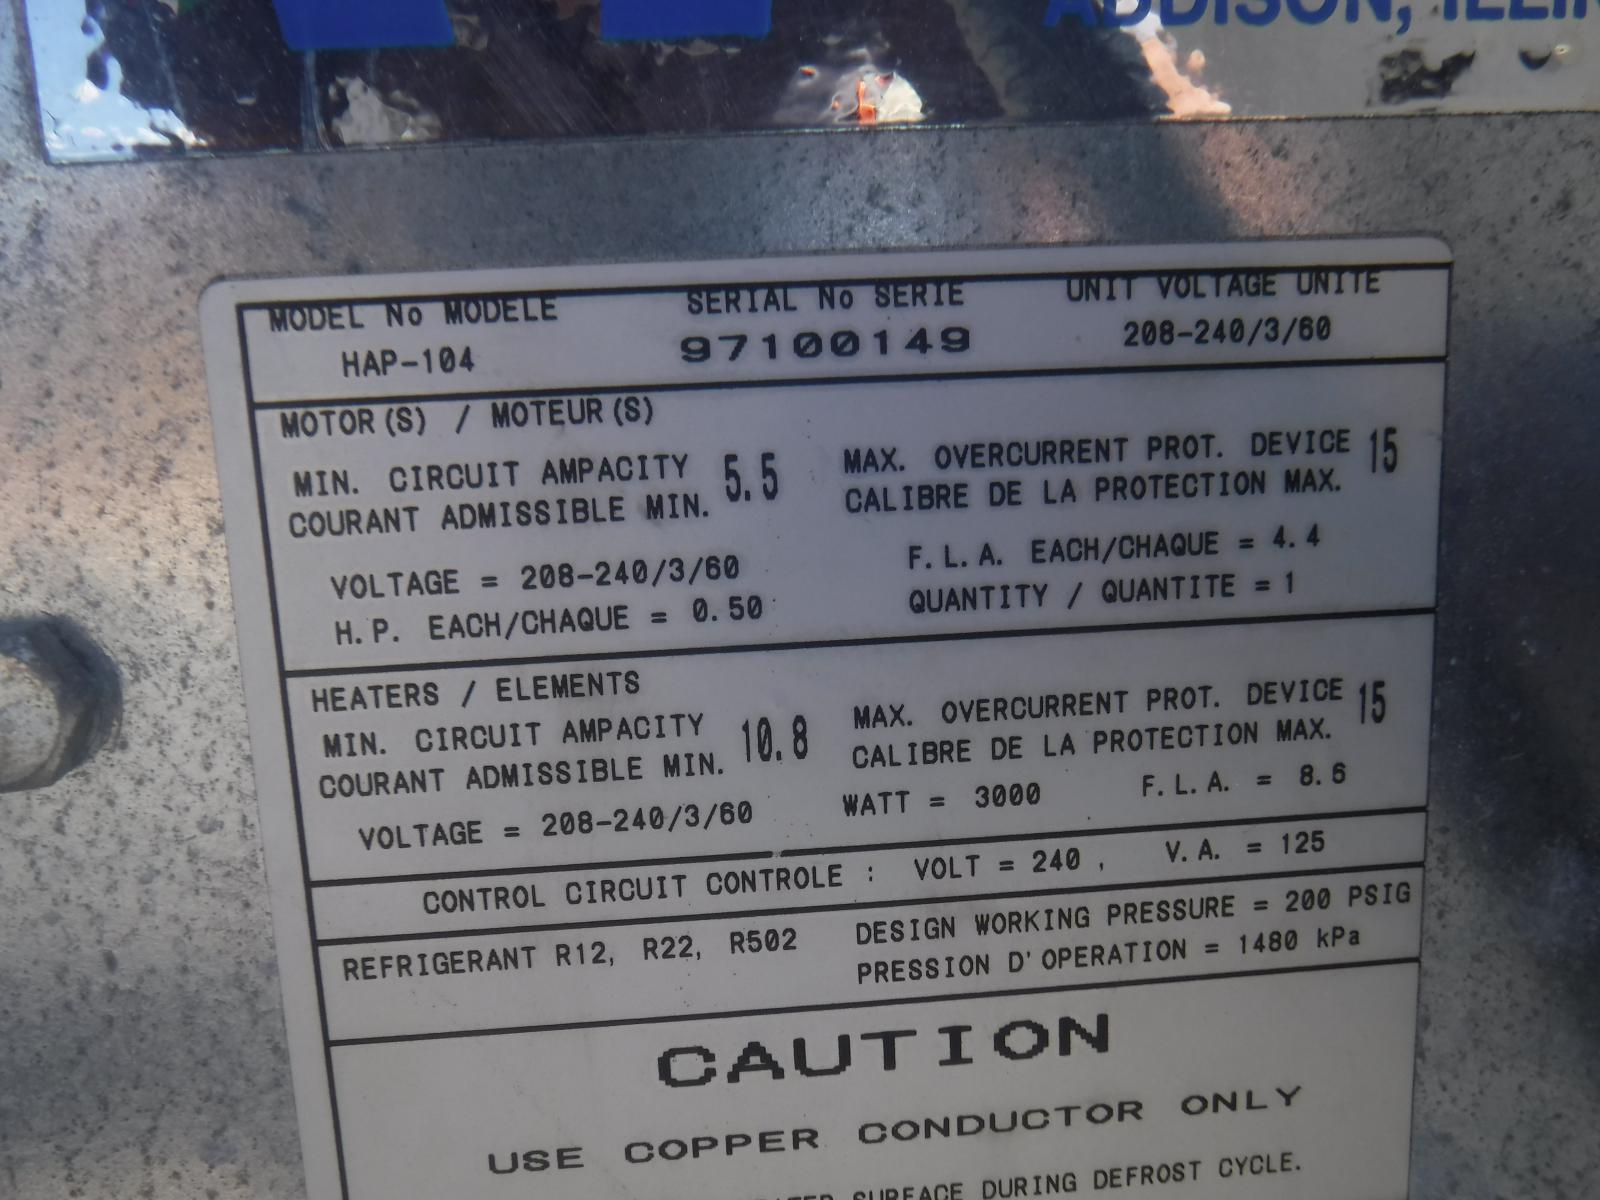 ADDISON,
MODEL No MODELE SERIAL No SERIE UNIT VOLTAGE UNITE
HAP-104 97100149 208-240/3/60
MOTOR(S) / MOTEUR(S)
MIN. CIRCUIT AMPACITY 5.5 MAX. OVERCURRENT PROT. DEVICE 15
COURANT ADMISSIBLE MIN. CALIBRE DE LA PROTECTION MAX.
VOLTAGE = 208-240/3/60 F.L.A. EACH/CHAQUE = 4.4
H.P. EACH/CHAQUE = 0.50 QUANTITY / QUANTITE = 1
HEATERS / ELEMENTS
MIN. CIRCUIT AMPACITY 10.8 MAX. OVERCURRENT PROT. DEVICE 15
COURANT ADMISSIBLE MIN. CALIBRE DE LA PROTECTION MAX.
VOLTAGE = 208-240/3/60 WATT = 3000 F.L.A. = 8.6
CONTROL CIRCUIT CONTROLE : VOLT = 240 , V.A. = 125
REFRIGERANT R12, R22, R502 DESIGN WORKING PRESSURE = 200 PSIG
PRESSION D'OPERATION = 1480 kPa
CAUTION
USE COPPER CONDUCTOR ONLY
SURFACE DURING DEFROST CYCLE.